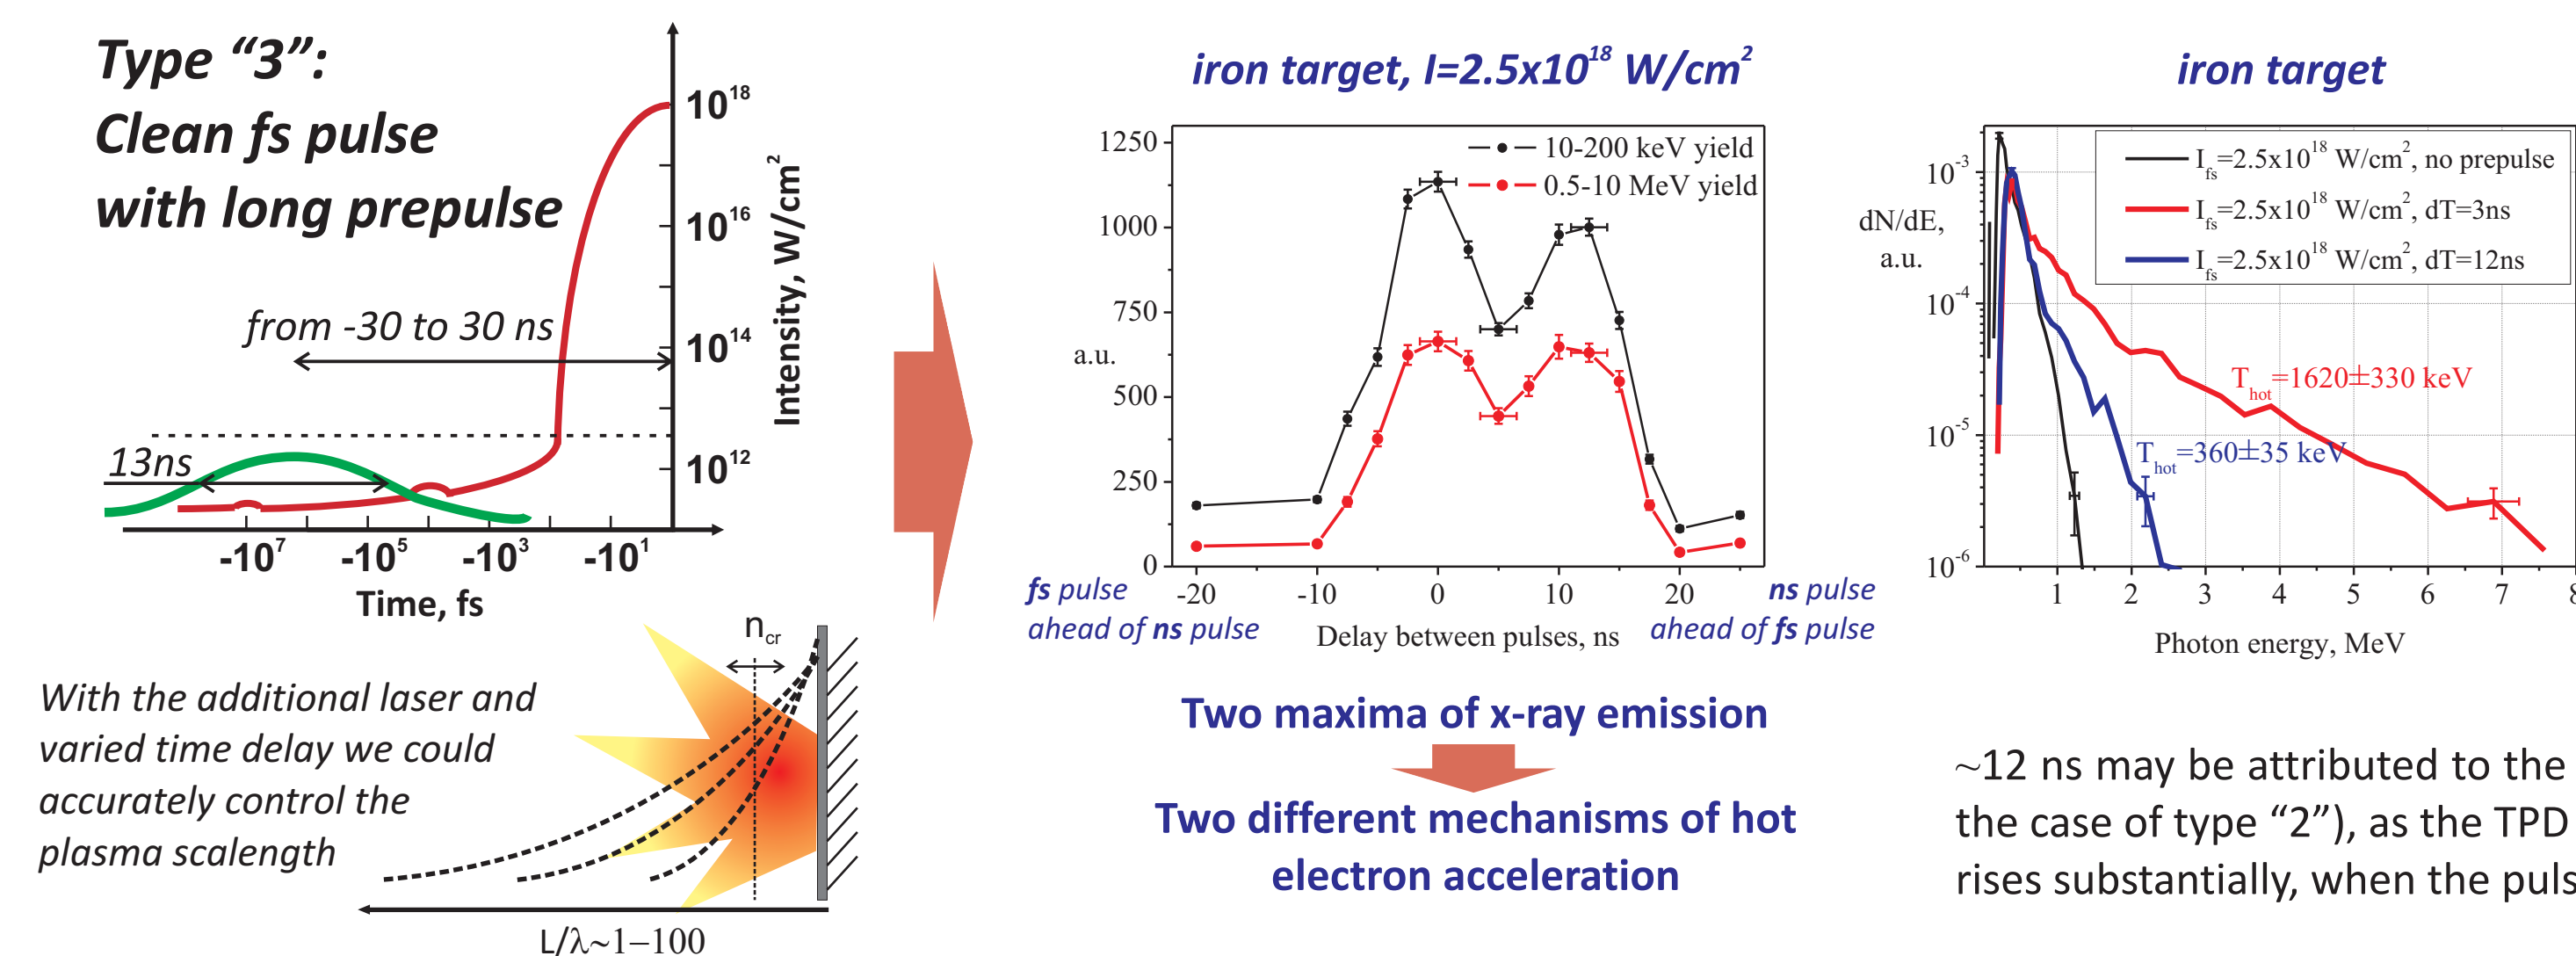 Type “3”:
Clean fs pulse
with long prepulse
from -30 to 30 ns
13ns
10^18
10^16
10^14
10^12
Intensity, W/cm^2
-10^7 -10^5 -10^3 -10^1
Time, fs
With the additional laser and
varied time delay we could
accurately control the
plasma scalength
n_cr
L/λ~1–100
iron target, I=2.5x10^18 W/cm^2
10-200 keV yield
0.5-10 MeV yield
1250
1000
750
a.u.
500
250
0
-20 -10 0 10 20
fs pulse
ahead of ns pulse
Delay between pulses, ns
ns pulse
ahead of fs pulse
Two maxima of x-ray emission
Two different mechanisms of hot
electron acceleration
iron target
I_fs=2.5x10^18 W/cm^2, no prepulse
I_fs=2.5x10^18 W/cm^2, dT=3ns
I_fs=2.5x10^18 W/cm^2, dT=12ns
10^-3
dN/dE,
a.u.
10^-4
10^-5
10^-6
T_hot=1620±330 keV
T_hot=360±35 keV
1 2 3 4 5 6 7 8
Photon energy, MeV
~12 ns may be attributed to the
the case of type “2”), as the TPD
rises substantially, when the puls